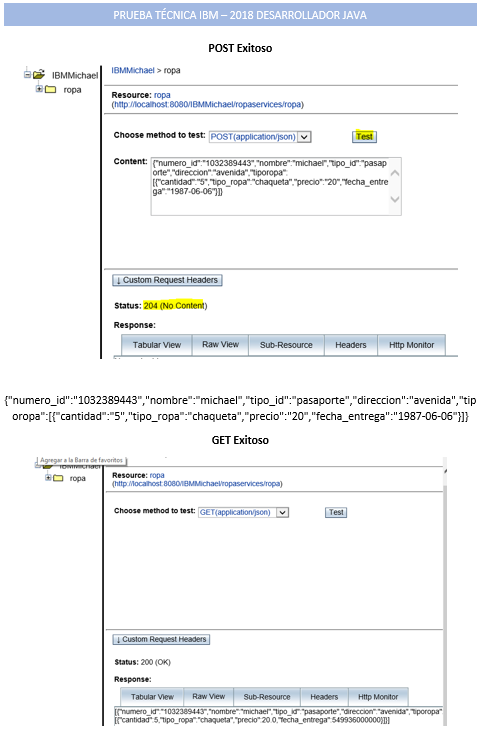 PRUEBA TÉCNICA IBM – 2018 DESARROLLADOR JAVA
POST Exitoso
IBMMichael
ropa
IBMMichael > ropa
Resource: ropa
(http://localhost:8080/IBMMichael/ropaservices/ropa)
Choose method to test: POST(application/json) Test
Content: {"numero_id":"1032389443","nombre":"michael","tipo_id":"pasap
orte","direccion":"avenida","tiporopa":
[{"cantidad":"5","tipo_ropa":"chaqueta","precio":"20","fecha_entre
ga":"1987-06-06"}]}
↓ Custom Request Headers
Status: 204 (No Content)
Response:
Tabular View Raw View Sub-Resource Headers Http Monitor
{"numero_id":"1032389443","nombre":"michael","tipo_id":"pasaporte","direccion":"avenida","tip
oropa":[{"cantidad":"5","tipo_ropa":"chaqueta","precio":"20","fecha_entrega":"1987-06-06"}]}
GET Exitoso
Agregar a la Barra de favoritos
IBMMichael
ropa
Resource: ropa
(http://localhost:8080/IBMMichael/ropaservices/ropa)
Choose method to test: GET(application/json) Test
↓ Custom Request Headers
Status: 200 (OK)
Response:
Tabular View Raw View Sub-Resource Headers Http Monitor
[{"numero_id":"1032389443","nombre":"michael","tipo_id":"pasaporte","direccion":"avenida","tiporopa"
[{"cantidad":5,"tipo_ropa":"chaqueta","precio":20.0,"fecha_entrega":549936000000}]}]